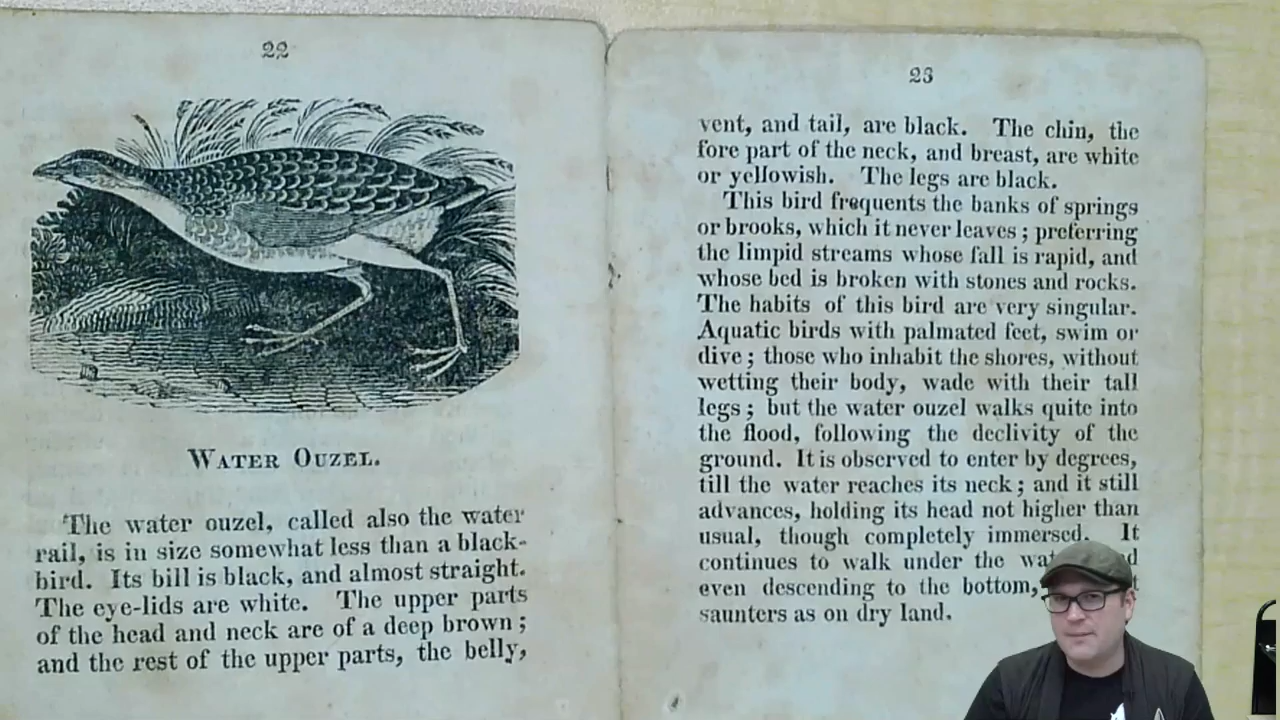 22
WATER OUZEL.
The water ouzel, called also the water
rail, is in size somewhat less than a black-
bird. Its bill is black, and almost straight.
The eye-lids are white. The upper parts
of the head and neck are of a deep brown;
and the rest of the upper parts, the belly,
23
vent, and tail, are black. The chin, the
fore part of the neck, and breast, are white
or yellowish. The legs are black.
This bird frequents the banks of springs
or brooks, which it never leaves; preferring
the limpid streams whose fall is rapid, and
whose bed is broken with stones and rocks.
The habits of this bird are very singular.
Aquatic birds with palmated feet, swim or
dive; those who inhabit the shores, without
wetting their body, wade with their tall
legs; but the water ouzel walks quite into
the flood, following the declivity of the
ground. It is observed to enter by degrees,
till the water reaches its neck; and it still
advances, holding its head not higher than
usual, though completely immersed. It
continues to walk under the
even descending to the bottom,
saunters as on dry land.